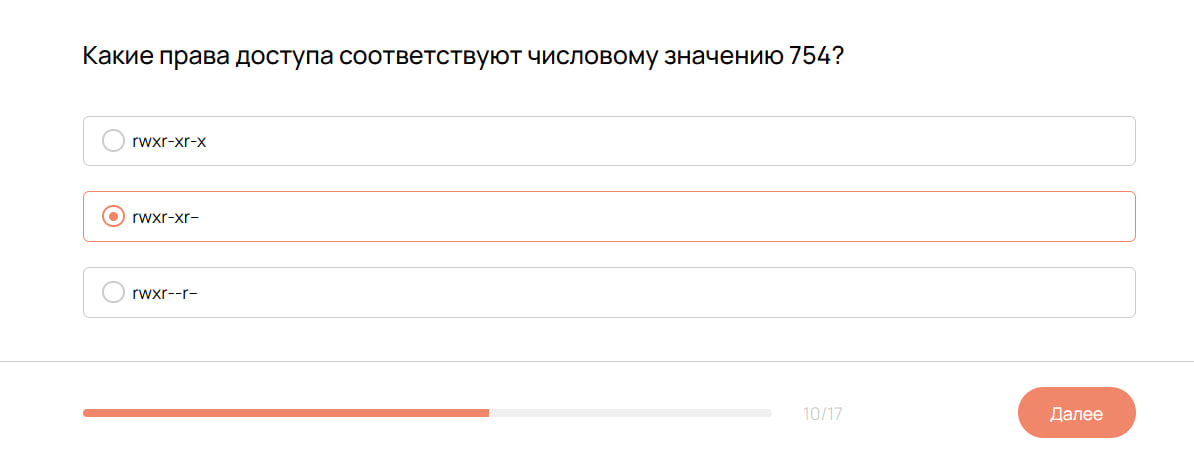 Какие права доступа соответствуют числовому значению 754?
rwxr-xr-x
rwxr-xr–
rwxr--r–
10/17
Далее